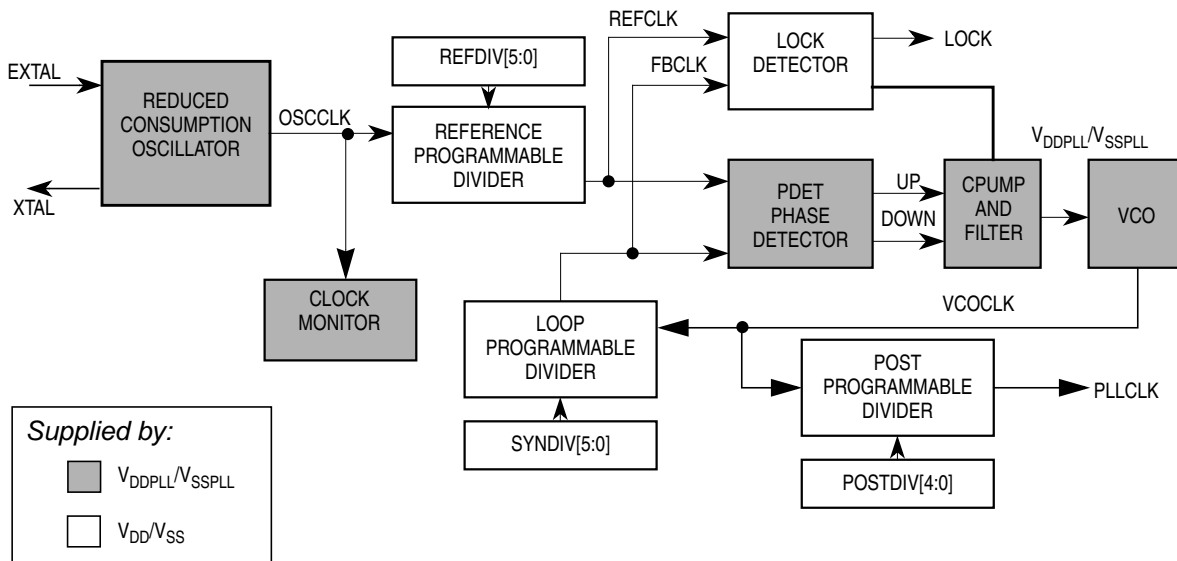 REFCLK
LOCK
DETECTOR
LOCK
REFDIV[5:0]
FBCLK
EXTAL
REDUCED
CONSUMPTION
OSCILLATOR
OSCCLK
REFERENCE
PROGRAMMABLE
DIVIDER
XTAL
PDET
PHASE
DETECTOR
UP
DOWN
CPUMP
AND
FILTER
VDDPLL/VSSPLL
VCO
CLOCK
MONITOR
LOOP
PROGRAMMABLE
DIVIDER
VCOCLK
POST
PROGRAMMABLE
DIVIDER
PLLCLK
SYNDIV[5:0]
POSTDIV[4:0]
Supplied by:
VDDPLL/VSSPLL
VDD/VSS